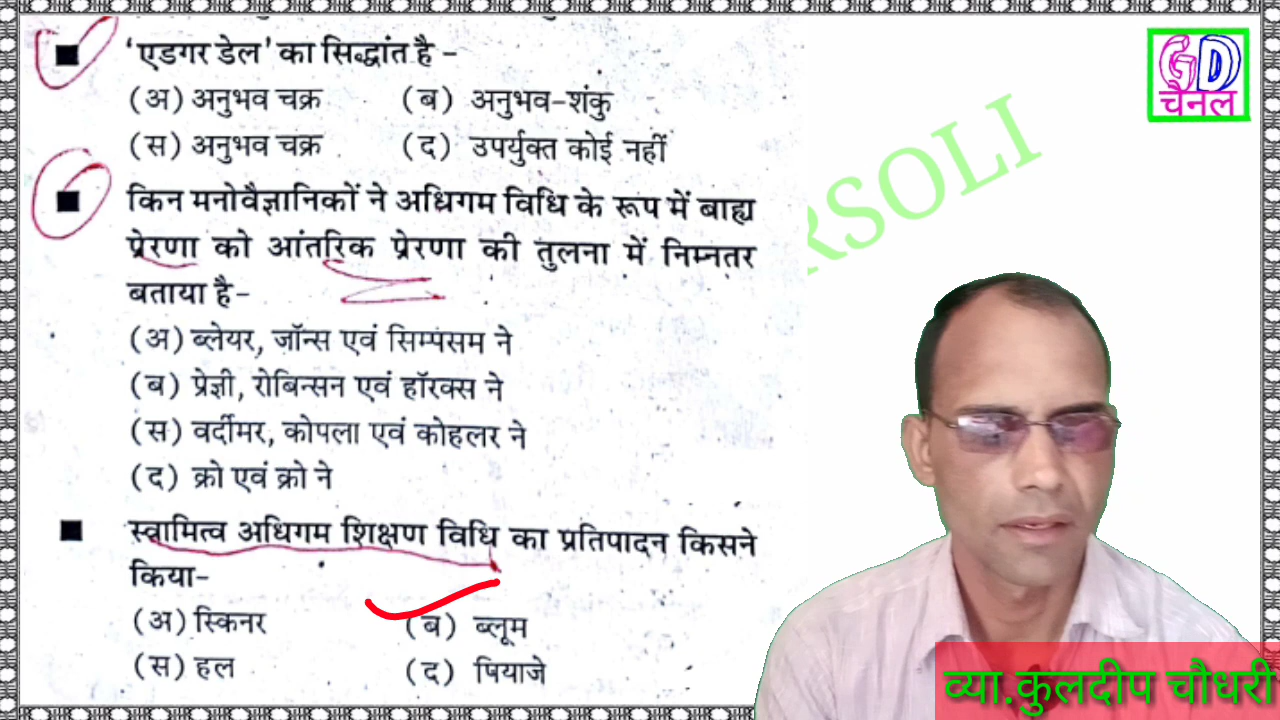 'एडगर डेल' का सिद्धांत है -
(अ) अनुभव चक्र (ब) अनुभव-शंकु
(स) अनुभव चक्र (द) उपर्युक्त कोई नहीं
किन मनोवैज्ञानिकों ने अधिगम विधि के रूप में बाह्य
प्रेरणा को आंतरिक प्रेरणा की तुलना में निम्नतर
बताया है-
(अ) ब्लेयर, जॉन्स एवं सिम्पसम ने
(ब) प्रेज्ञी, रोबिन्सन एवं हॉरक्स ने
(स) वर्दीमर, कोपला एवं कोहलर ने
(द) क्रो एवं क्रो ने
स्वामित्व अधिगम शिक्षण विधि का प्रतिपादन किसने
किया-
(अ) स्किनर (ब) ब्लूम
(स) हल (द) पियाजे
GD
चैनल
RSOLI
व्या.कुलदीप चौधरी